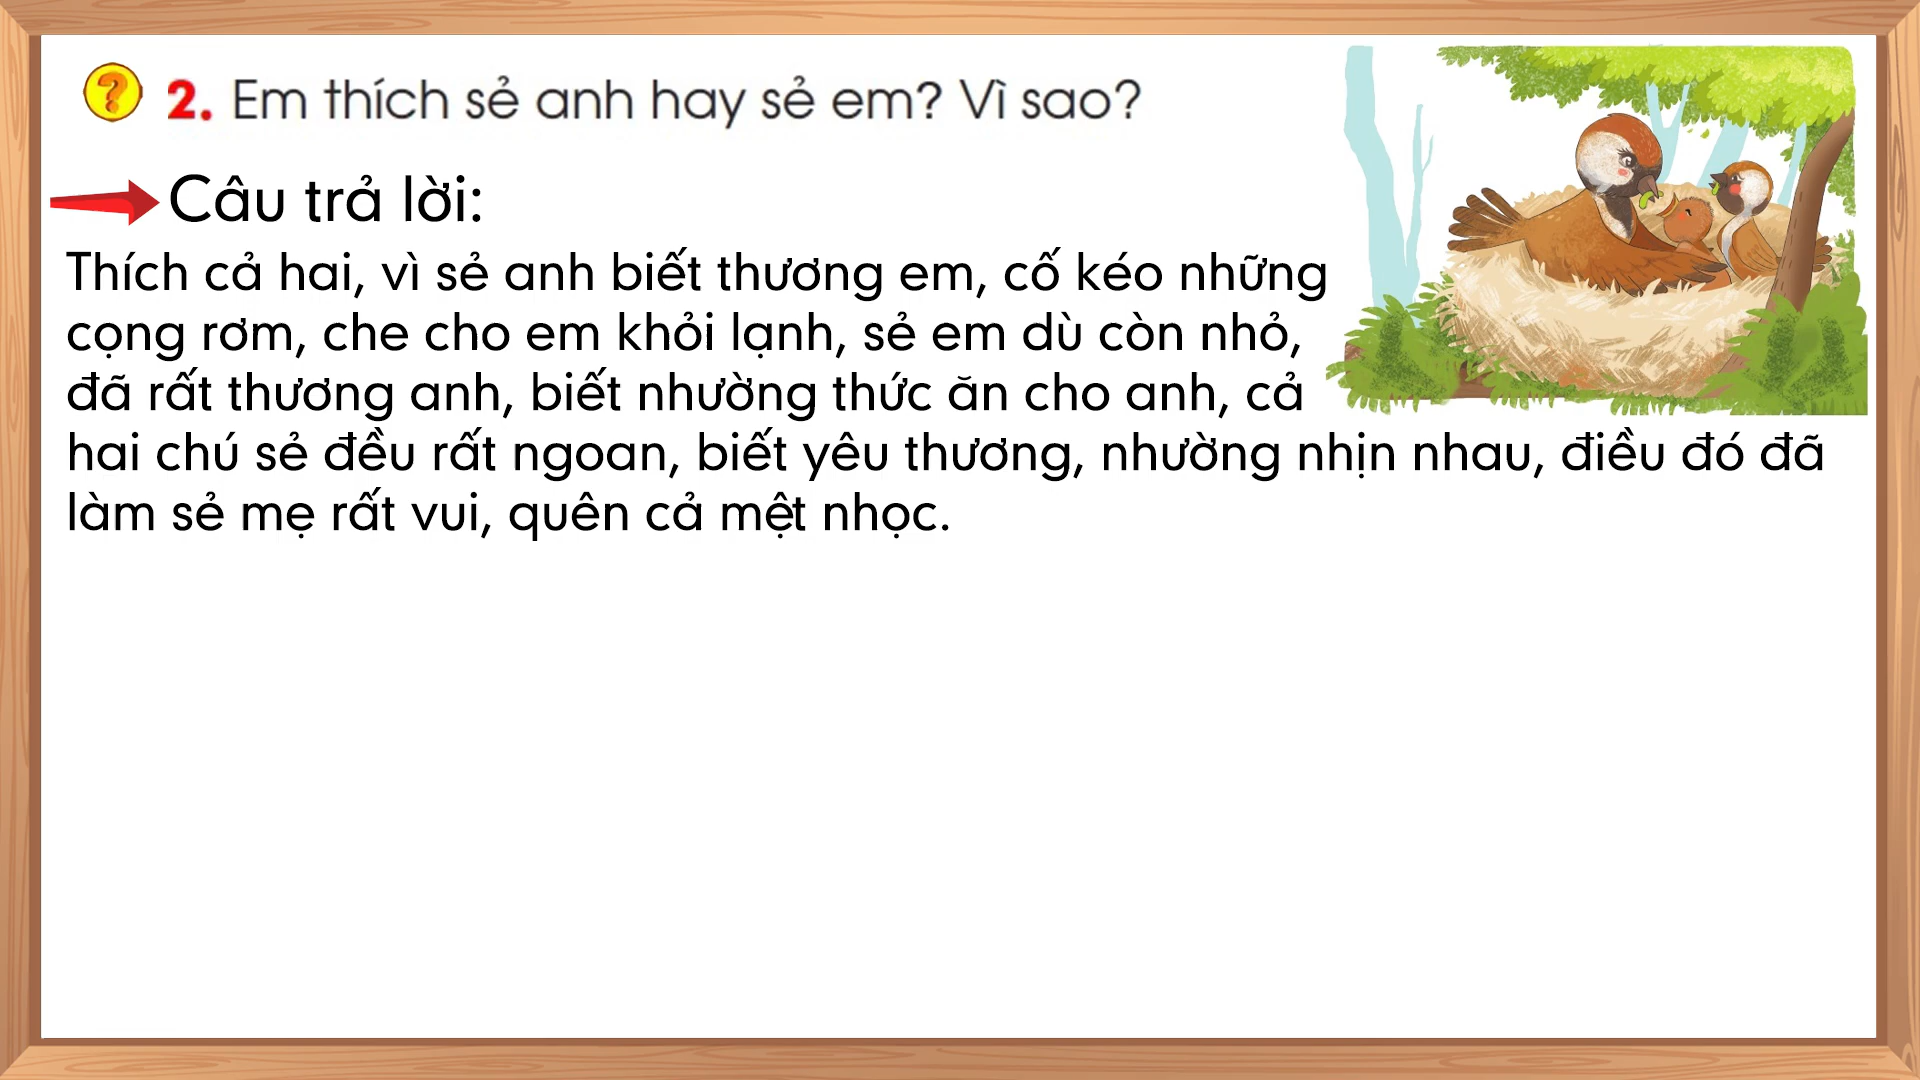 ? 2. Em thích sẻ anh hay sẻ em? Vì sao?
Câu trả lời:
Thích cả hai, vì sẻ anh biết thương em, cố kéo những
cọng rơm, che cho em khỏi lạnh, sẻ em dù còn nhỏ,
đã rất thương anh, biết nhường thức ăn cho anh, cả
hai chú sẻ đều rất ngoan, biết yêu thương, nhường nhịn nhau, điều đó đã
làm sẻ mẹ rất vui, quên cả mệt nhọc.